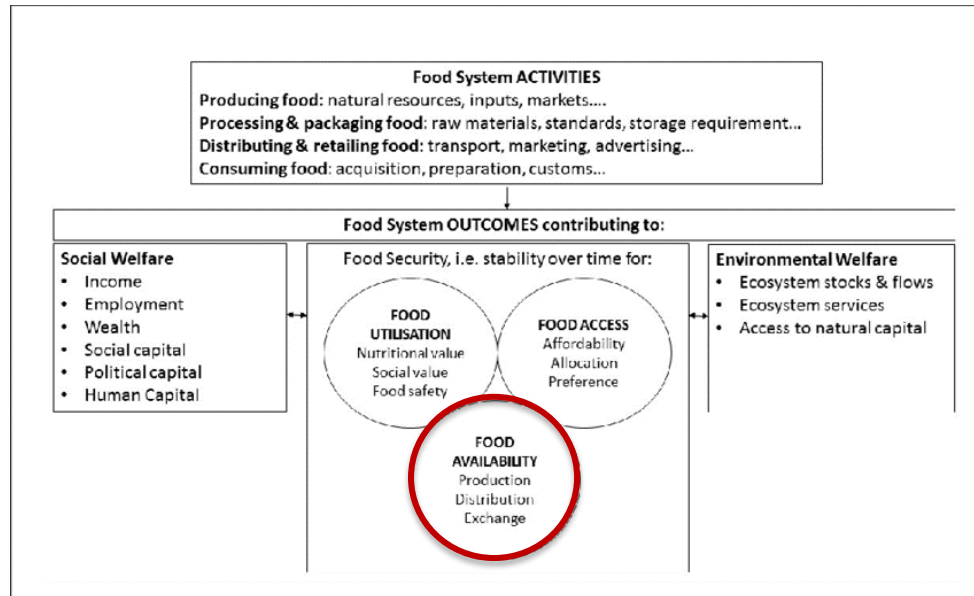 Food System ACTIVITIES
Producing food: natural resources, inputs, markets....
Processing & packaging food: raw materials, standards, storage requirement...
Distributing & retailing food: transport, marketing, advertising...
Consuming food: acquisition, preparation, customs...
Food System OUTCOMES contributing to:
Social Welfare
• Income
• Employment
• Wealth
• Social capital
• Political capital
• Human Capital
Food Security, i.e. stability over time for:
FOOD
UTILISATION
Nutritional value
Social value
Food safety
FOOD ACCESS
Affordability
Allocation
Preference
FOOD
AVAILABILITY
Production
Distribution
Exchange
Environmental Welfare
• Ecosystem stocks & flows
• Ecosystem services
• Access to natural capital